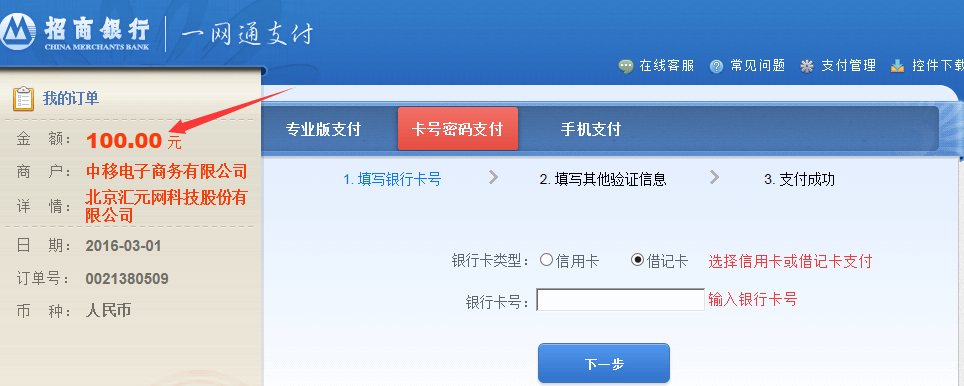 招商银行 一网通支付
CHINA MERCHANTS BANK
在线客服 常见问题 支付管理 控件下载
我的订单
金 额： 100.00 元
商 户： 中移电子商务有限公司
详 情： 北京汇元网科技股份有
限公司
日 期： 2016-03-01
订单号： 0021380509
币 种： 人民币
专业版支付 卡号密码支付 手机支付
1. 填写银行卡号 2. 填写其他验证信息 3. 支付成功
银行卡类型： 信用卡 借记卡 选择信用卡或借记卡支付
银行卡号： 输入银行卡号
下一步